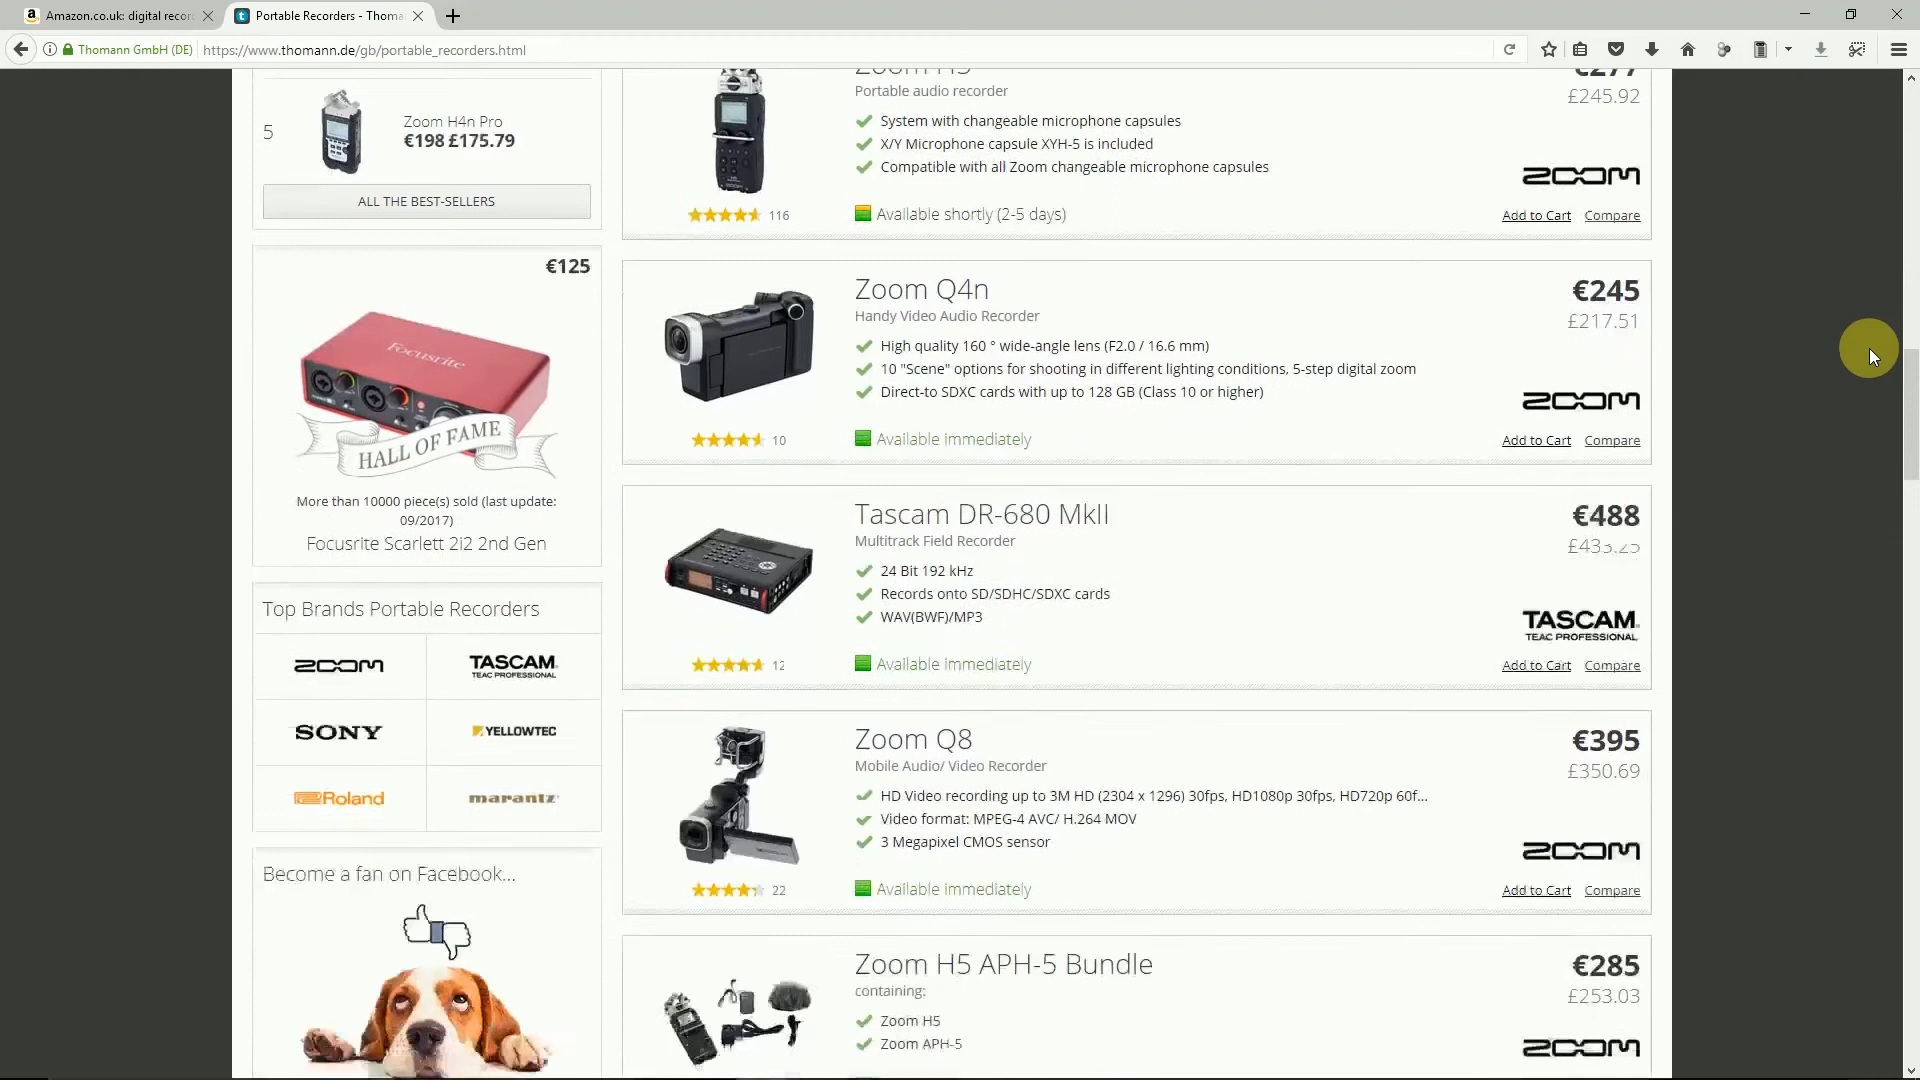 Amazon.co.uk: digital recor
Portable Recorders - Thoma
Thomann GmbH (DE)
https://www.thomann.de/gb/portable_recorders.html
5
Zoom H4n Pro
€198 £175.79
ALL THE BEST-SELLERS
€125
Focusrite
HALL OF FAME
More than 10000 piece(s) sold (last update:
09/2017)
Focusrite Scarlett 2i2 2nd Gen
Top Brands Portable Recorders
ZOOM
TASCAM
TEAC PROFESSIONAL
SONY
YELLOWTEC
Roland
marantz
Become a fan on Facebook...
€277
Portable audio recorder
£245.92
System with changeable microphone capsules
X/Y Microphone capsule XYH-5 is included
Compatible with all Zoom changeable microphone capsules
ZOOM
116
Available shortly (2-5 days)
Add to Cart Compare
Zoom Q4n
€245
Handy Video Audio Recorder
£217.51
High quality 160 ° wide-angle lens (F2.0 / 16.6 mm)
10 "Scene" options for shooting in different lighting conditions, 5-step digital zoom
Direct-to SDXC cards with up to 128 GB (Class 10 or higher)
ZOOM
10
Available immediately
Add to Cart Compare
Tascam DR-680 MkII
€488
Multitrack Field Recorder
£433.25
24 Bit 192 kHz
Records onto SD/SDHC/SDXC cards
WAV(BWF)/MP3
TASCAM
TEAC PROFESSIONAL
12
Available immediately
Add to Cart Compare
Zoom Q8
€395
Mobile Audio/ Video Recorder
£350.69
HD Video recording up to 3M HD (2304 x 1296) 30fps, HD1080p 30fps, HD720p 60f...
Video format: MPEG-4 AVC/ H.264 MOV
3 Megapixel CMOS sensor
ZOOM
22
Available immediately
Add to Cart Compare
Zoom H5 APH-5 Bundle
€285
containing:
£253.03
Zoom H5
Zoom APH-5
ZOOM